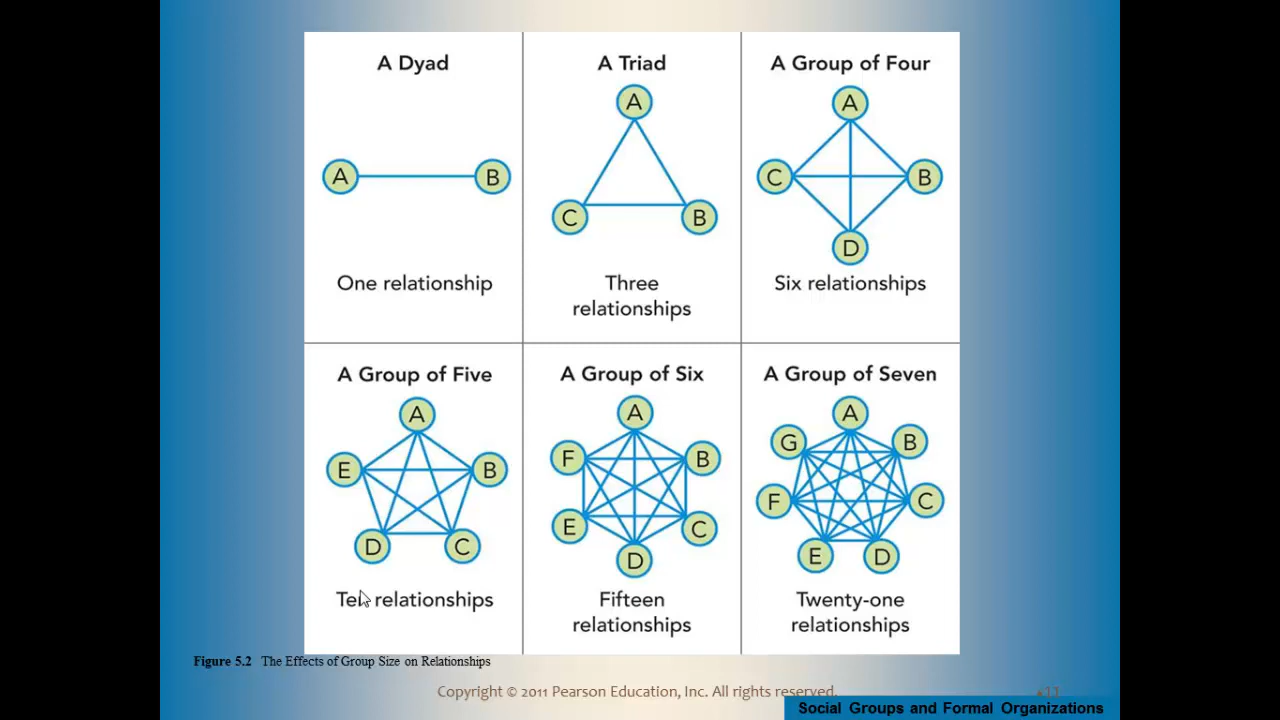 A Dyad
A
B
One relationship
A Triad
A
C
B
Three
relationships
A Group of Four
A
C
B
D
Six relationships
A Group of Five
A
E
B
D
C
Ten relationships
A Group of Six
A
F
B
E
C
D
Fifteen
relationships
A Group of Seven
A
G
B
F
C
E
D
Twenty-one
relationships
Figure 5.2 The Effects of Group Size on Relationships
Copyright © 2011 Pearson Education, Inc. All rights reserved.
Social Groups and Formal Organizations